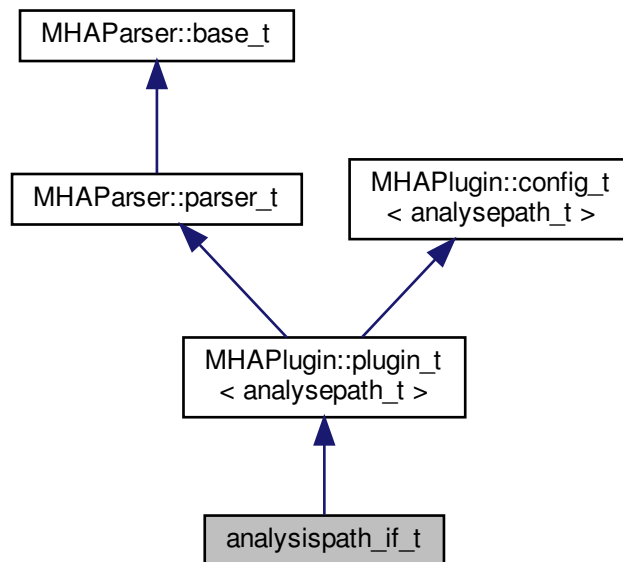 MHAParser::base_t
MHAParser::parser_t
MHAPlugin::config_t
< analysepath_t >
MHAPlugin::plugin_t
< analysepath_t >
analysispath_if_t